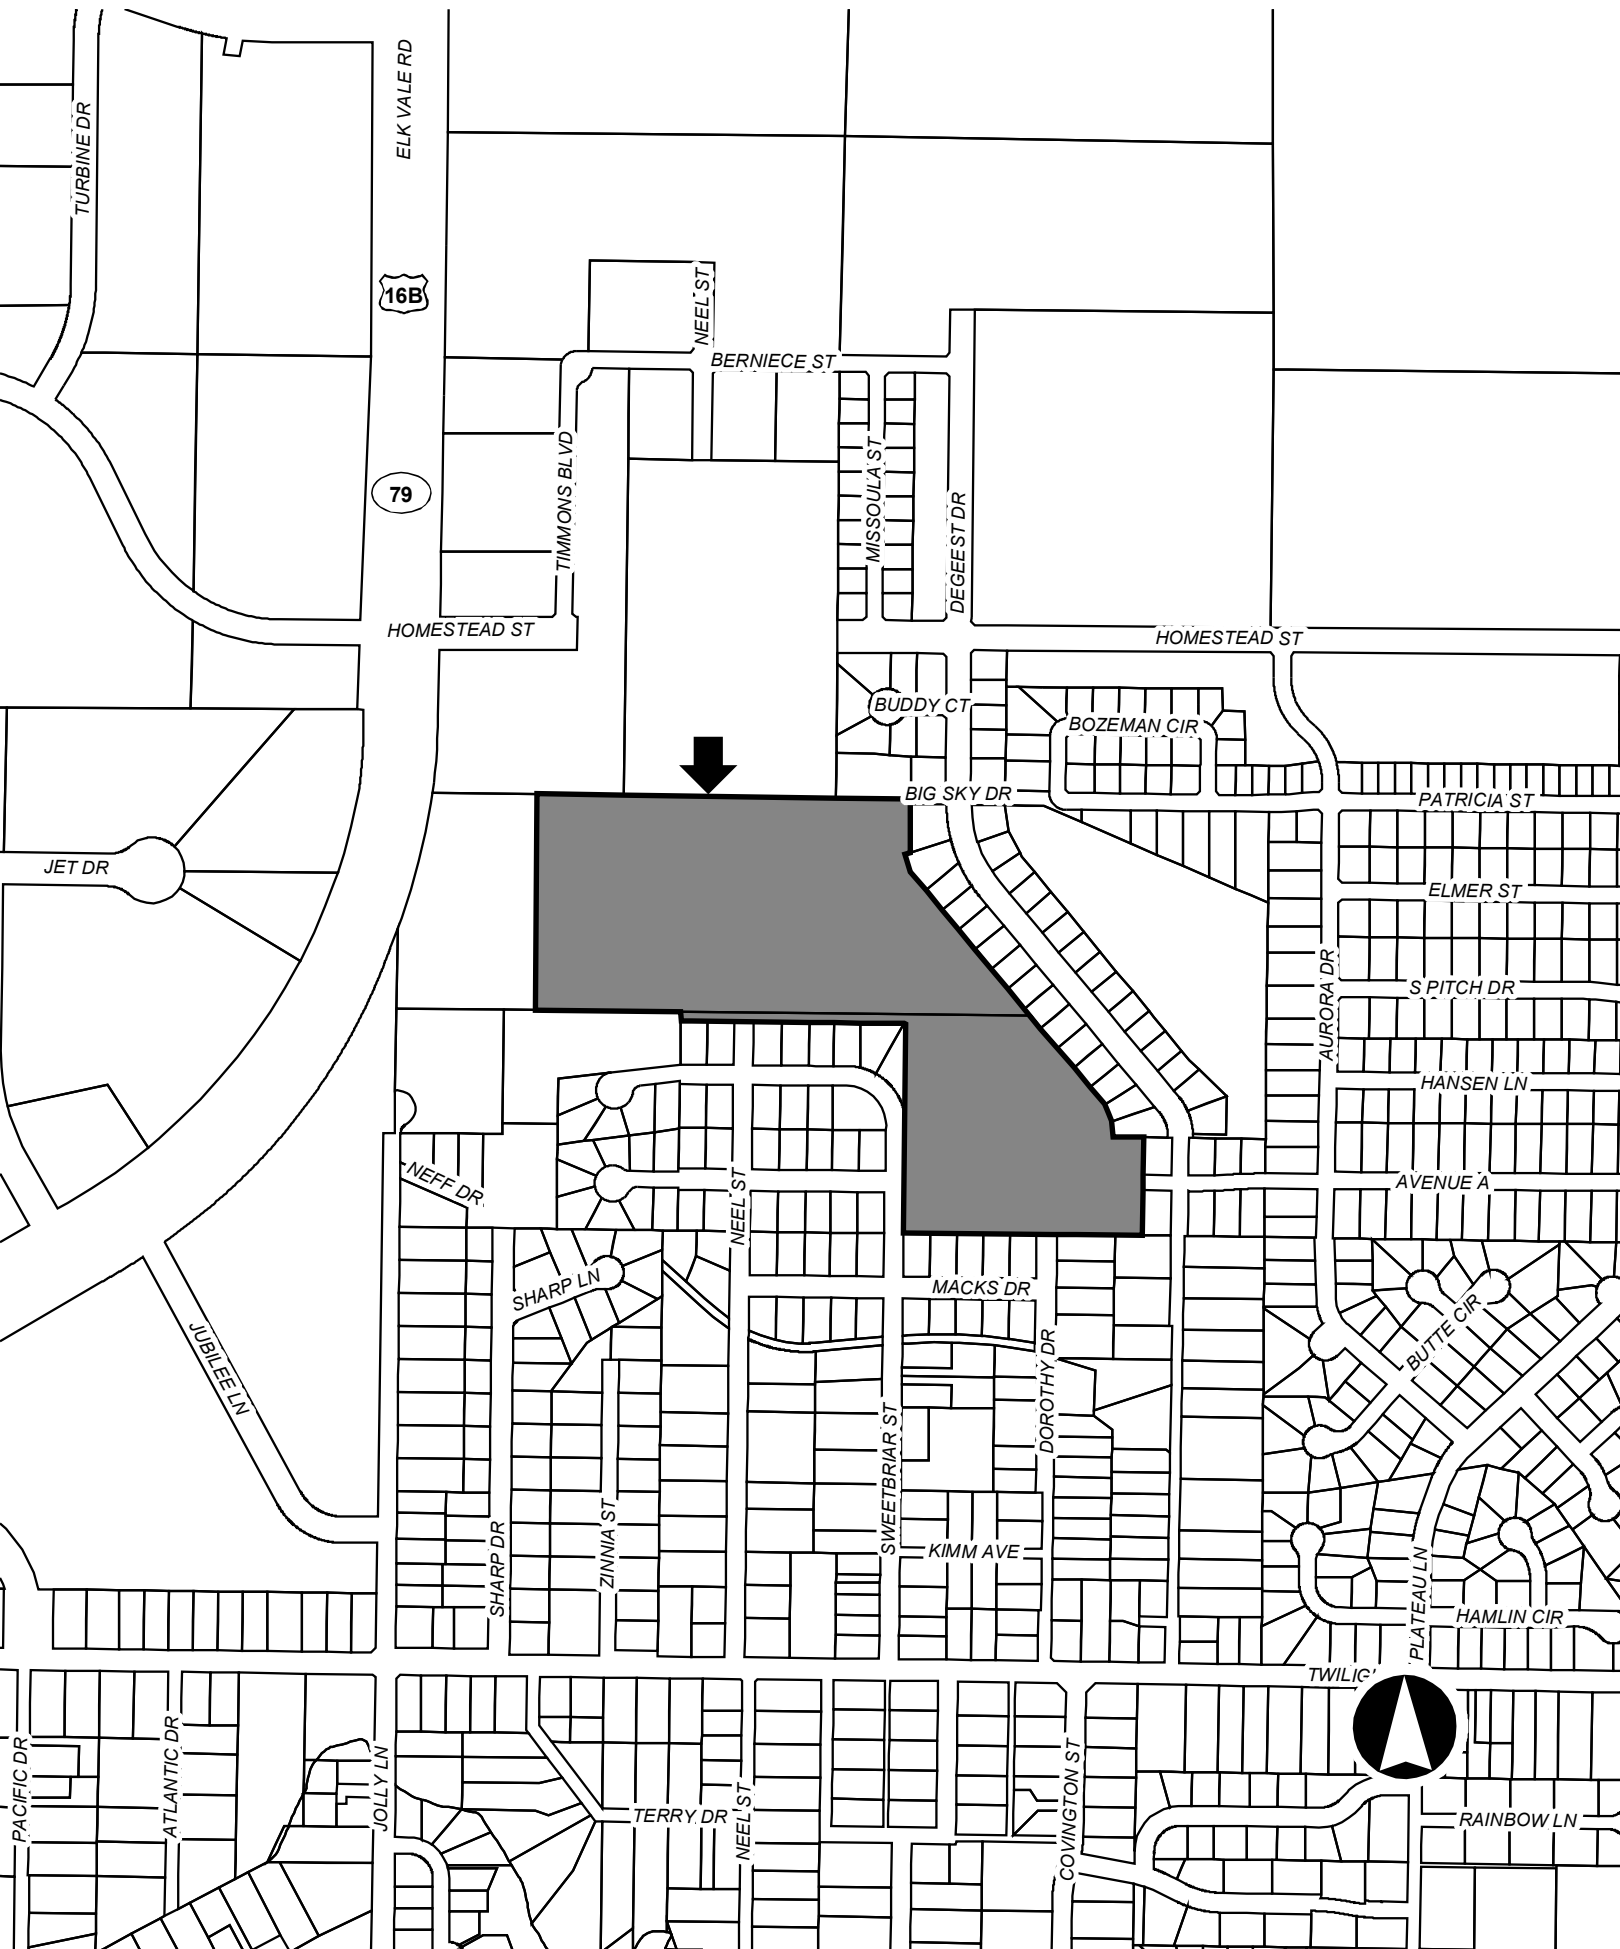 ELK VALE RD
TURBINE DR
16B
NEEL ST
BERNIECE ST
TIMMONS BLVD
MISSOULA ST
79
DEGEEST DR
HOMESTEAD ST
HOMESTEAD ST
BUDDY CT
BOZEMAN CIR
BIG SKY DR
PATRICIA ST
JET DR
ELMER ST
AURORA DR
S PITCH DR
HANSEN LN
NEFF DR
NEEL ST
AVENUE A
SHARP LN
MACKS DR
BUTTE CIR
JUBILEE LN
DOROTHY DR
SWEETBRIAR ST
SHARP DR
ZINNIA ST
KIMM AVE
PLATEAU LN
HAMLIN CIR
PACIFIC DR
ATLANTIC DR
JOLLY LN
TERRY DR
NEEL ST
COVINGTON ST
RAINBOW LN